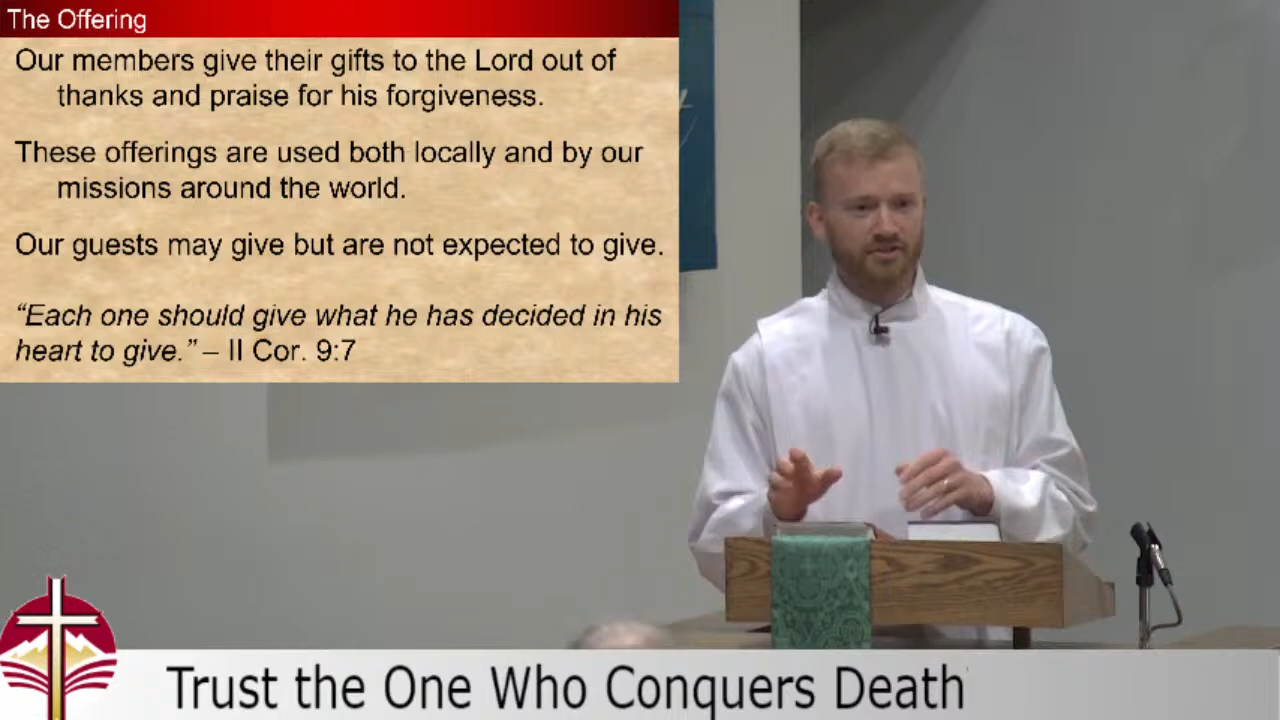 The Offering
Our members give their gifts to the Lord out of
thanks and praise for his forgiveness.
These offerings are used both locally and by our
missions around the world.
Our guests may give but are not expected to give.
“Each one should give what he has decided in his
heart to give.” – II Cor. 9:7
Trust the One Who Conquers Death